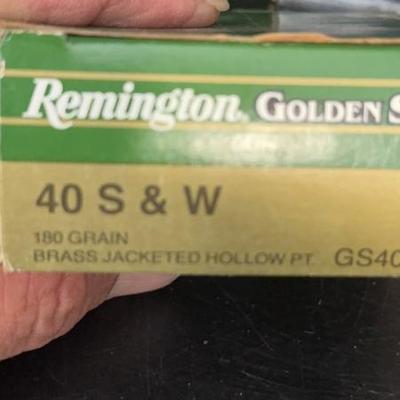 Remington. GOLDEN S
40 S & W
180 GRAIN
BRASS JACKETED HOLLOW PT. GS40